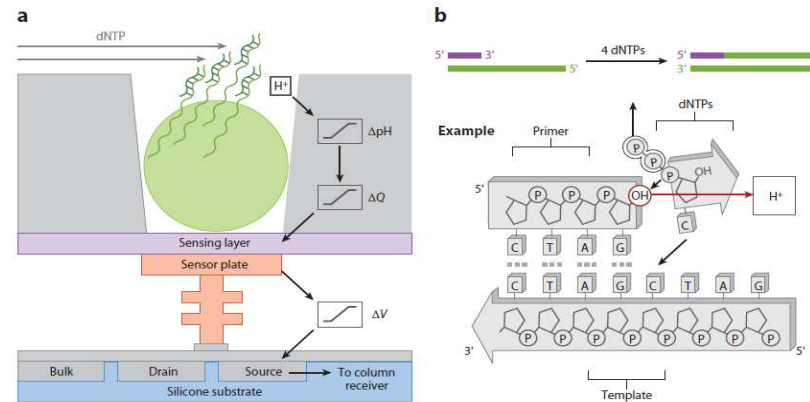 a
dNTP
H⁺
ΔpH
ΔQ
Sensing layer
Sensor plate
ΔV
Bulk
Drain
Source
To column
receiver
Silicone substrate
b
5' 3'
5'
4 dNTPs
5'
3'
dNTPs
Example
Primer
P
P
P OH
5' P P P OH H⁺
C
C T A G
C T A G C T A G
3' P P P P P P P 5'
Template